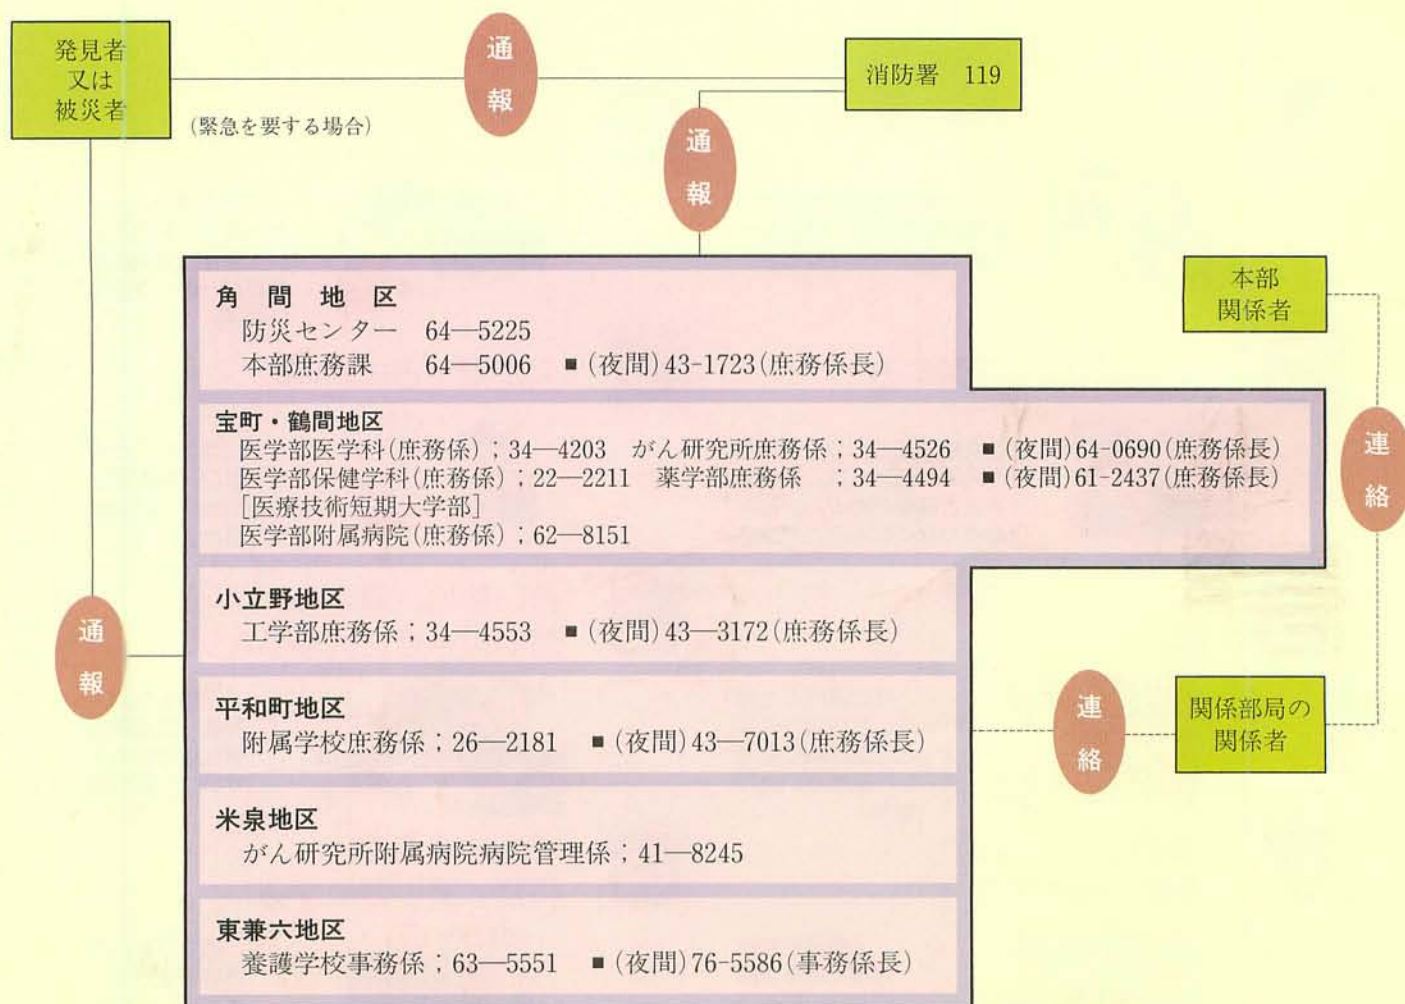 発見者
又は
被災者
(緊急を要する場合)
通報
消防署 119
通報
角間地区
防災センター 64―5225
本部庶務課 64―5006 ■(夜間)43-1723(庶務係長)
宝町・鶴間地区
医学部医学科(庶務係);34―4203 がん研究所庶務係;34―4526 ■(夜間)64-0690(庶務係長)
医学部保健学科(庶務係);22―2211 薬学部庶務係 ;34―4494 ■(夜間)61-2437(庶務係長)
[医療技術短期大学部]
医学部附属病院(庶務係);62―8151
小立野地区
工学部庶務係;34―4553 ■(夜間)43―3172(庶務係長)
平和町地区
附属学校庶務係;26―2181 ■(夜間)43―7013(庶務係長)
米泉地区
がん研究所附属病院病院管理係;41―8245
東兼六地区
養護学校事務係;63―5551 ■(夜間)76-5586(事務係長)
通報
本部
関係者
連絡
連絡
関係部局の
関係者